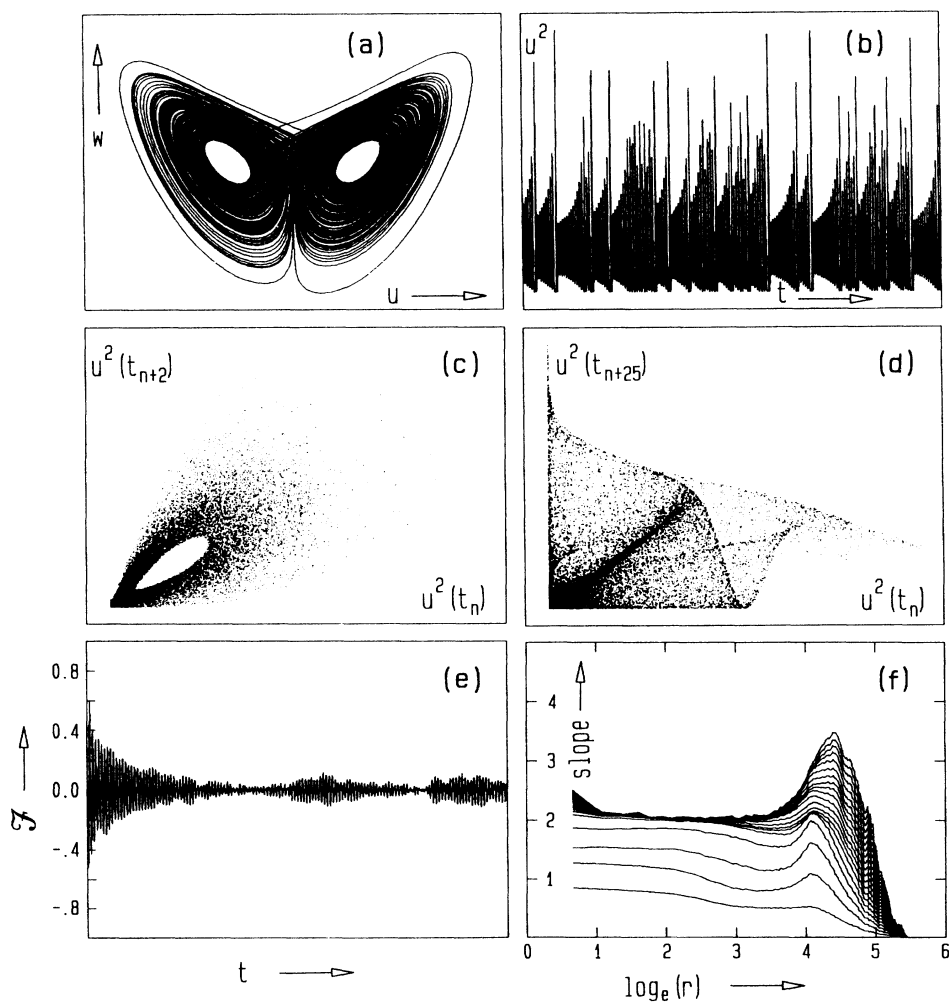 (a)
w
u
u²
(b)
t
u²(tₙ₊₂)
(c)
u²(tₙ)
u²(tₙ₊₂₅)
(d)
u²(tₙ)
0.8
0.4
0.0
-.4
-.8
ℱ
(e)
t
4
3
2
1
slope
(f)
0 1 2 3 4 5 6
logₑ(r)